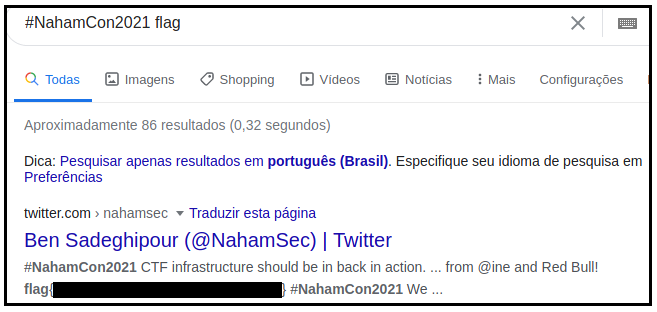 #NahamCon2021 flag
Todas Imagens Shopping Vídeos Notícias Mais Configurações
Aproximadamente 86 resultados (0,32 segundos)
Dica: Pesquisar apenas resultados em português (Brasil). Especifique seu idioma de pesquisa em
Preferências
twitter.com › nahamsec Traduzir esta página
Ben Sadeghipour (@NahamSec) | Twitter
#NahamCon2021 CTF infrastructure should be in back in action. ... from @ine and Red Bull!
flag{ } #NahamCon2021 We ...